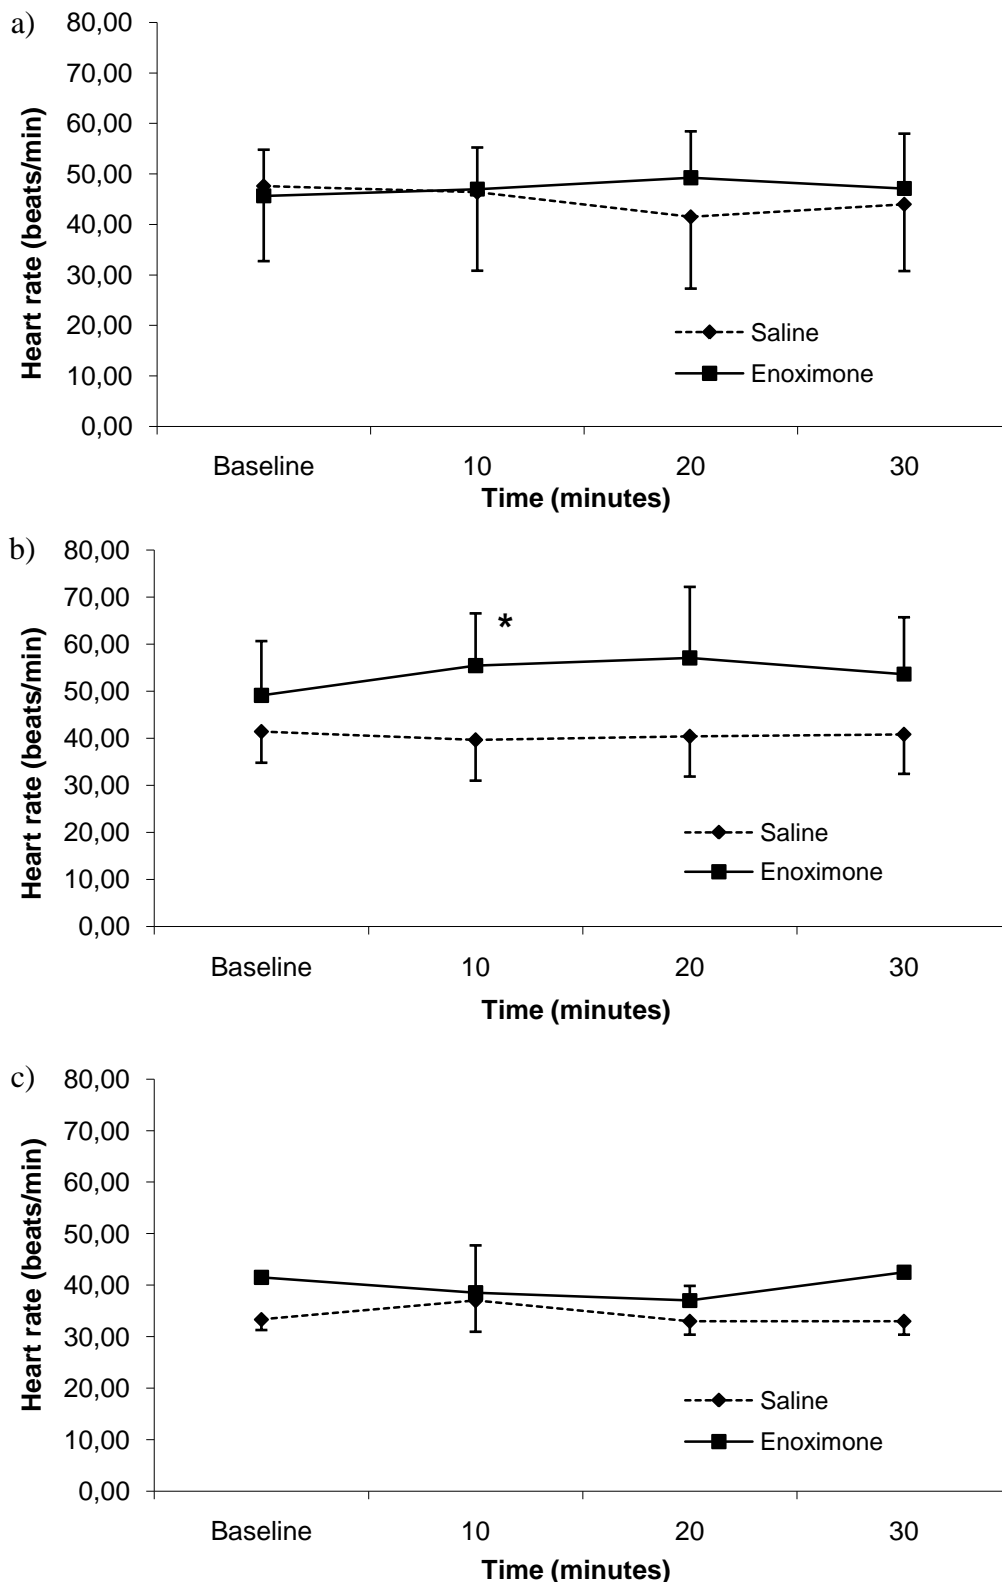 a)
Heart rate (beats/min)
80,00
70,00
60,00
50,00
40,00
30,00
20,00
10,00
0,00
Saline
Enoximone
Baseline 10 20 30
Time (minutes)
b)
Heart rate (beats/min)
80,00
70,00
60,00
50,00
40,00
30,00
20,00
10,00
0,00
*
Saline
Enoximone
Baseline 10 20 30
Time (minutes)
c)
Heart rate (beats/min)
80,00
70,00
60,00
50,00
40,00
30,00
20,00
10,00
0,00
Saline
Enoximone
Baseline 10 20 30
Time (minutes)